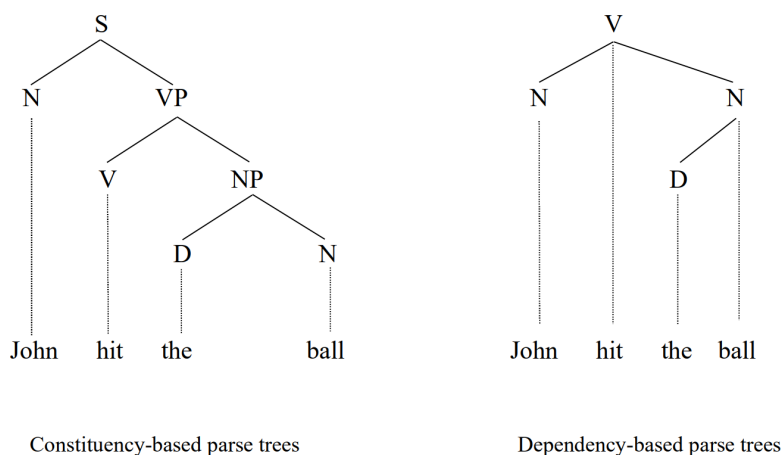 S V
N VP N N
V NP D
D N
John hit the ball John hit the ball
Constituency-based parse trees Dependency-based parse trees